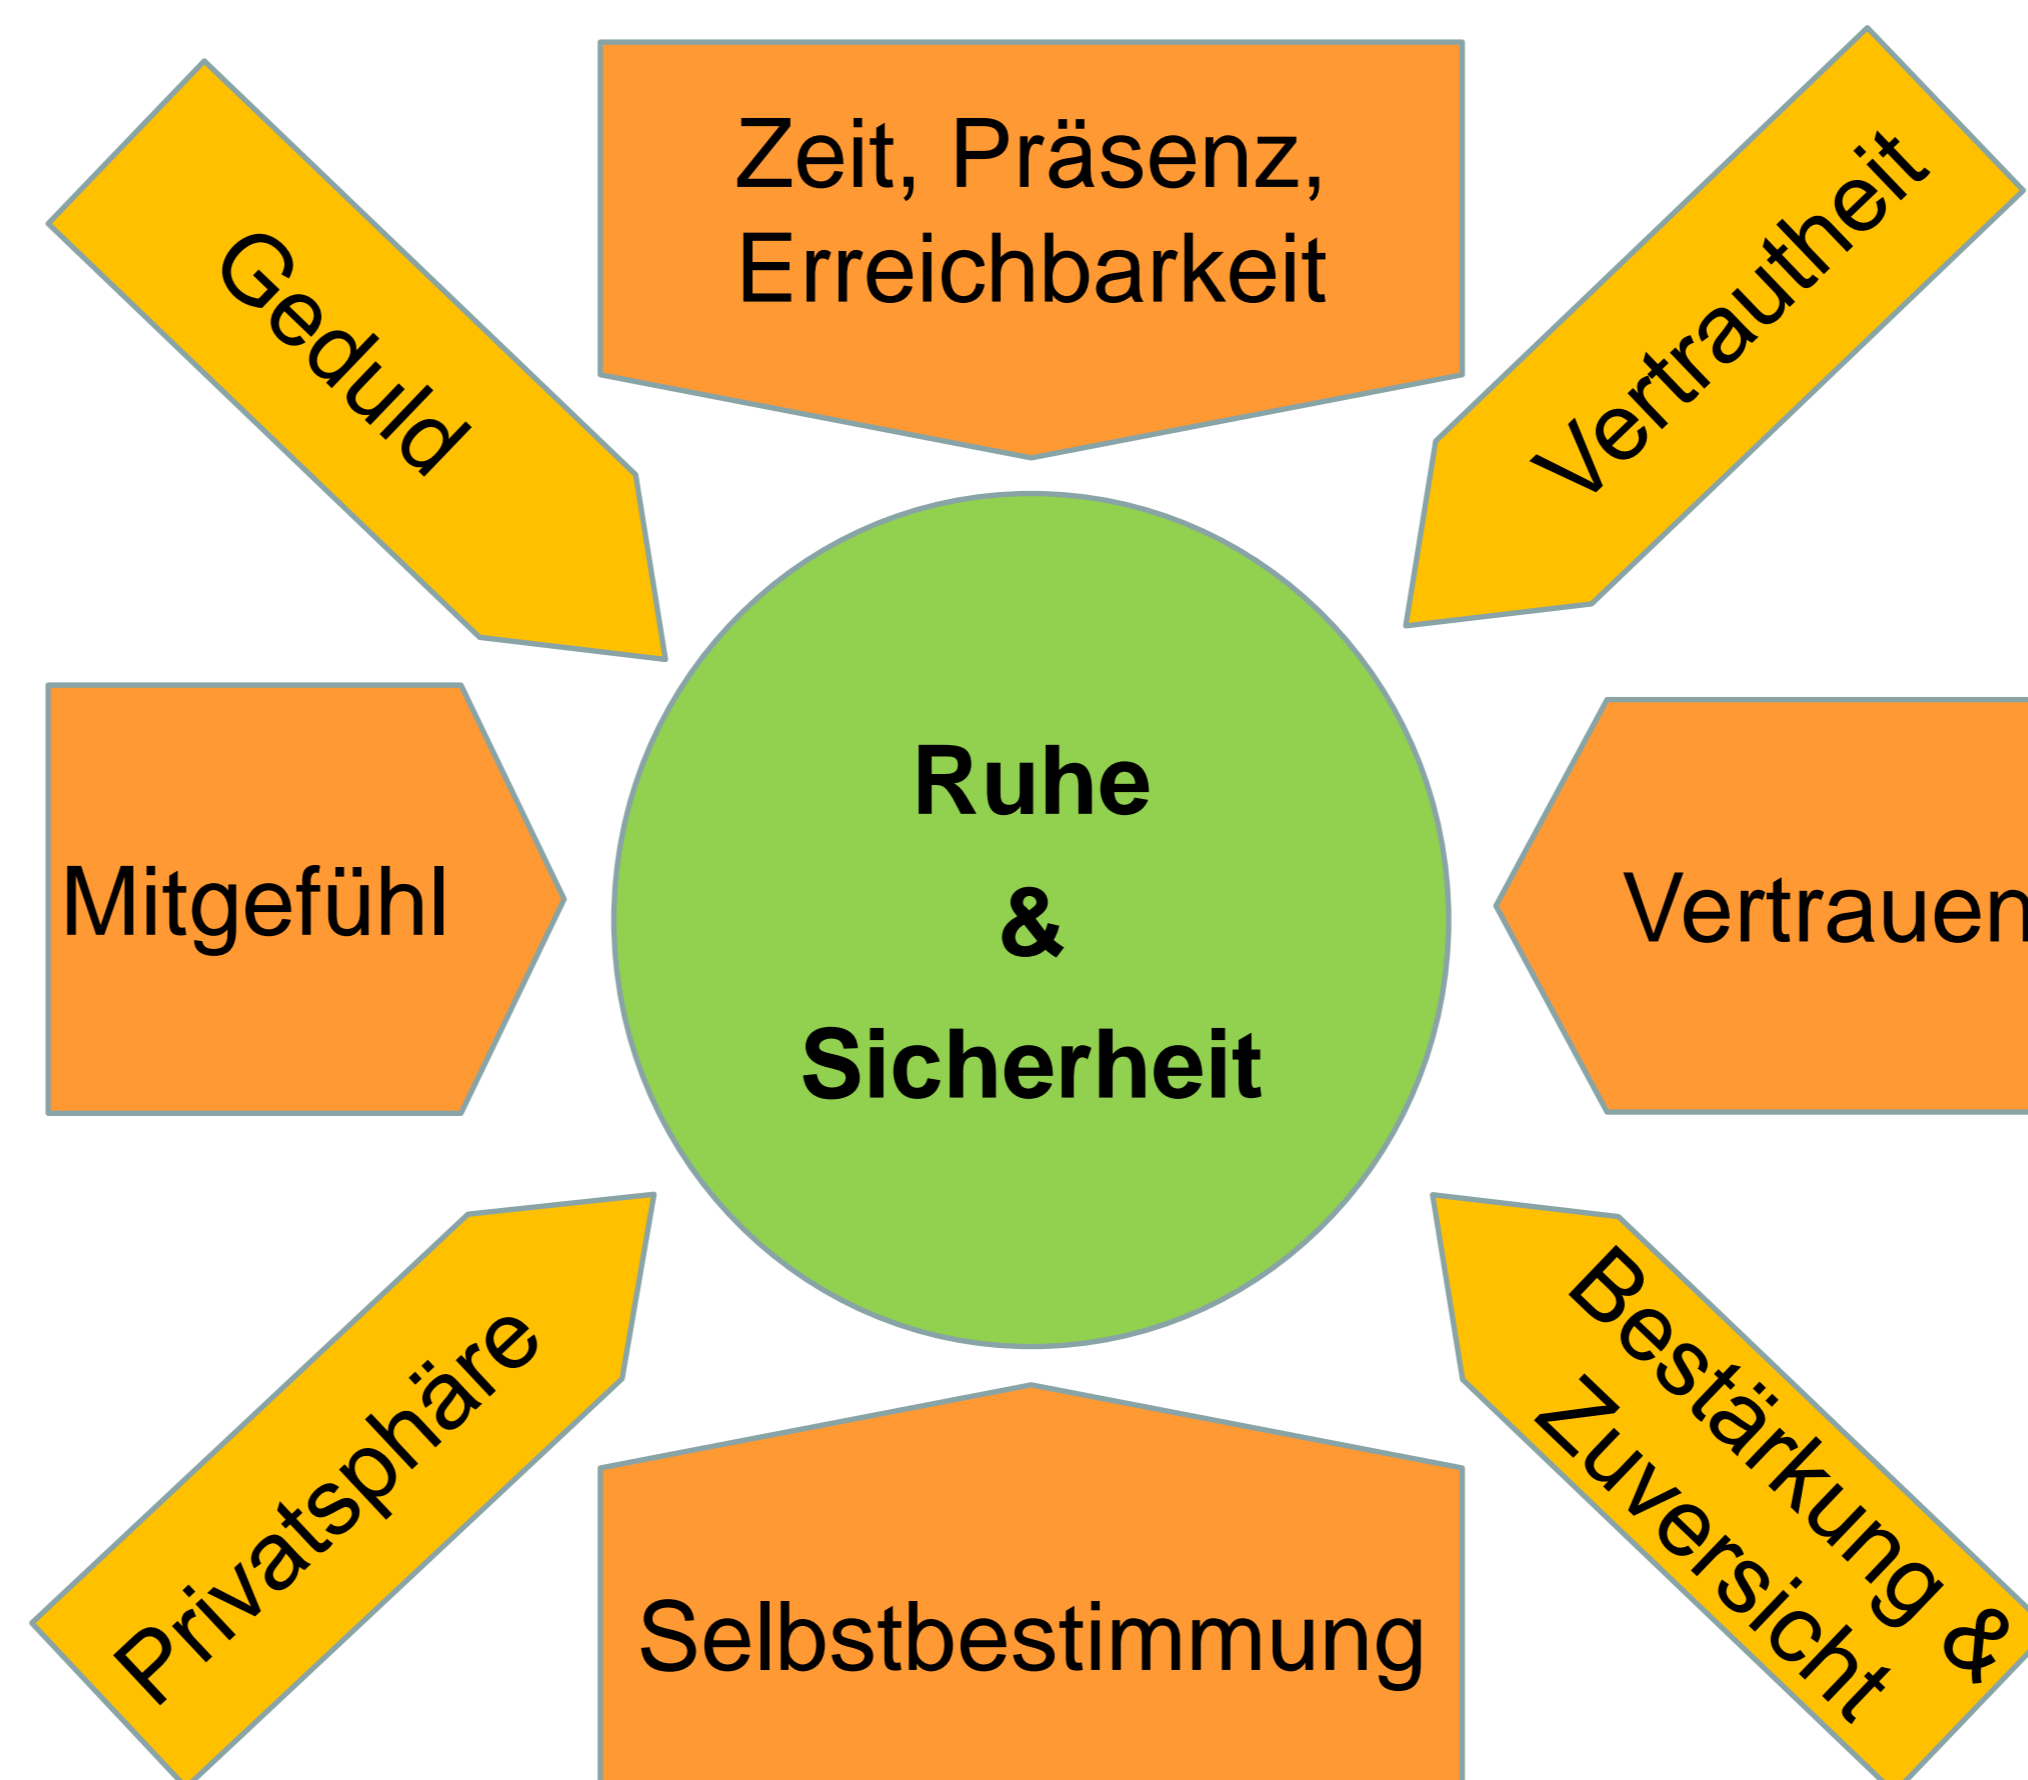 Zeit, Präsenz,
Erreichbarkeit
Geduld
Vertrautheit
Mitgefühl
Ruhe
&
Sicherheit
Vertrauen
Privatsphäre
Selbstbestimmung
Bestärkung &
Zuversicht